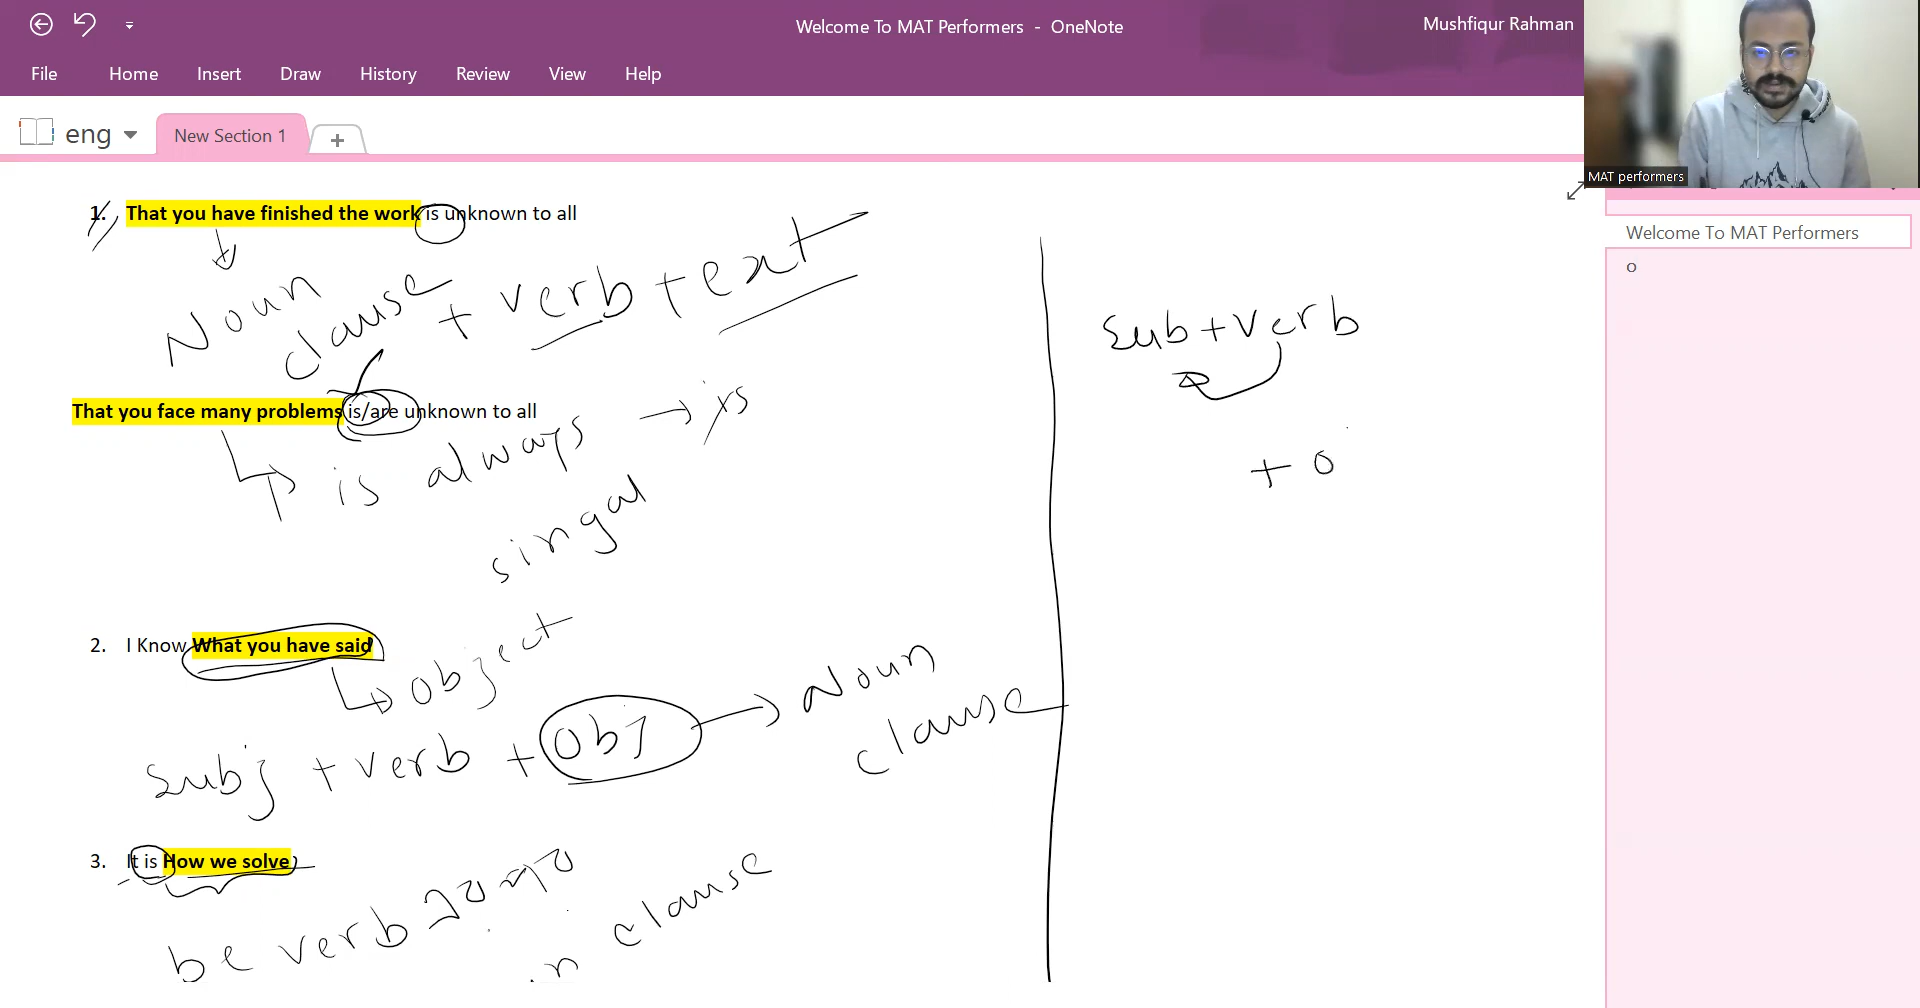 Welcome To MAT Performers - OneNote
Mushfiqur Rahman
File Home Insert Draw History Review View Help
MAT performers
eng New Section 1 +
Welcome To MAT Performers
o
1. That you have finished the work is unknown to all
Noun
clause + verb + ext
That you face many problems is/are unknown to all
is always → is
singal
2. I Know What you have said
object
Subj + verb + obj → Noun
clause
3. It is How we solve
be verb
clause
Sub + verb
+ o